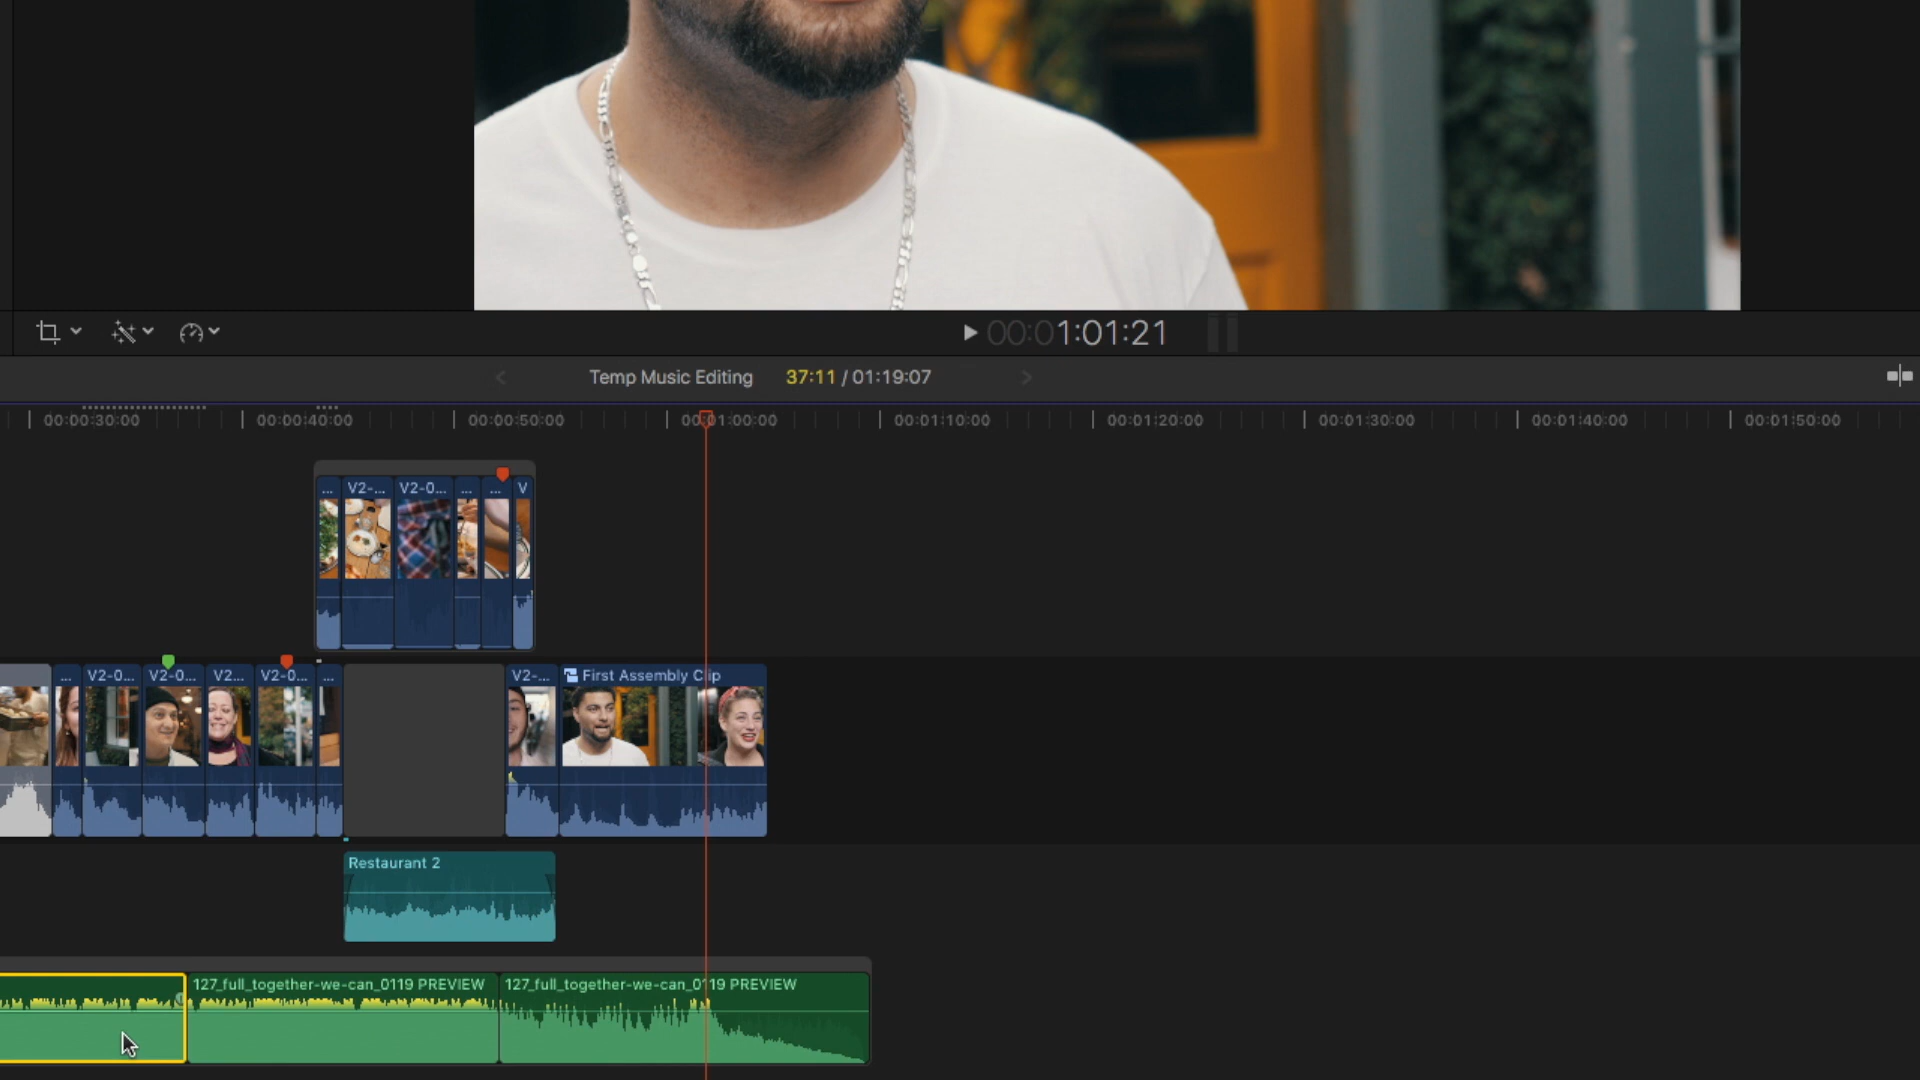 00:01:01:21
Temp Music Editing 37:11 / 01:19:07
00:00:30:00 00:00:40:00 00:00:50:00 00:01:00:00 00:01:10:00 00:01:20:00 00:01:30:00 00:01:40:00 00:01:50:00
... V2-... V2-0... ... ... V
... V2-0... V2-0... V2... V2-0... ... V2-... First Assembly Clip
Restaurant 2
127_full_together-we-can_0119 PREVIEW 127_full_together-we-can_0119 PREVIEW